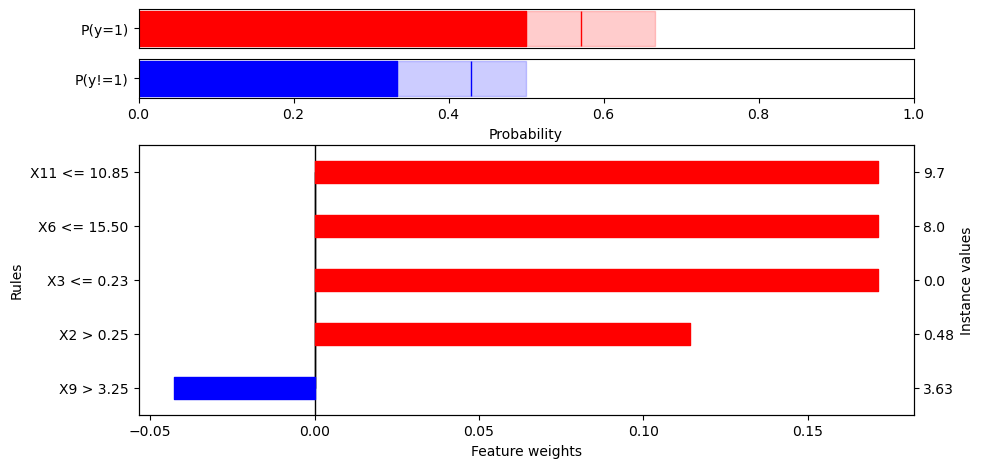 P(y=1)
P(y!=1)
0.0 0.2 0.4 0.6 0.8 1.0
Probability
X11 <= 10.85 9.7
X6 <= 15.50 8.0
X3 <= 0.23 0.0
X2 > 0.25 0.48
X9 > 3.25 3.63
Rules
Instance values
−0.05 0.00 0.05 0.10 0.15
Feature weights